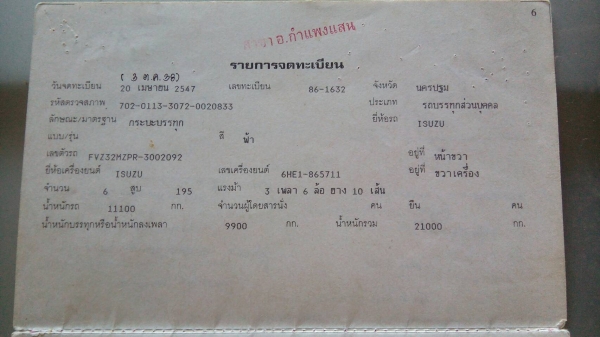 6
สาขา อ.กำแพงแสน
รายการจดทะเบียน
( 3 ต.ค. 38)
วันจดทะเบียน 20 เมษายน 2547 เลขทะเบียน 86-1632 จังหวัด นครปฐม
รหัสตรวจสภาพ 702-0113-3072-0020833 ประเภท รถบรรทุกส่วนบุคคล
ลักษณะ/มาตรฐาน กระบะบรรทุก ยี่ห้อรถ ISUZU
แบบ/รุ่น สี ฟ้า
เลขตัวรถ FVZ32MZPR-3002092 อยู่ที่ หน้าขวา
ยี่ห้อเครื่องยนต์ ISUZU เลขเครื่องยนต์ 6HE1-865711 อยู่ที่ ขวาเครื่อง
จำนวน 6 สูบ 195 แรงม้า 3 เพลา 6 ล้อ ยาง 10 เส้น
น้ำหนักรถ 11100 กก. จำนวนผู้โดยสารนั่ง คน ยืน คน
น้ำหนักบรรทุกหรือน้ำหนักลงเพลา 9900 กก. น้ำหนักรวม 21000 กก.